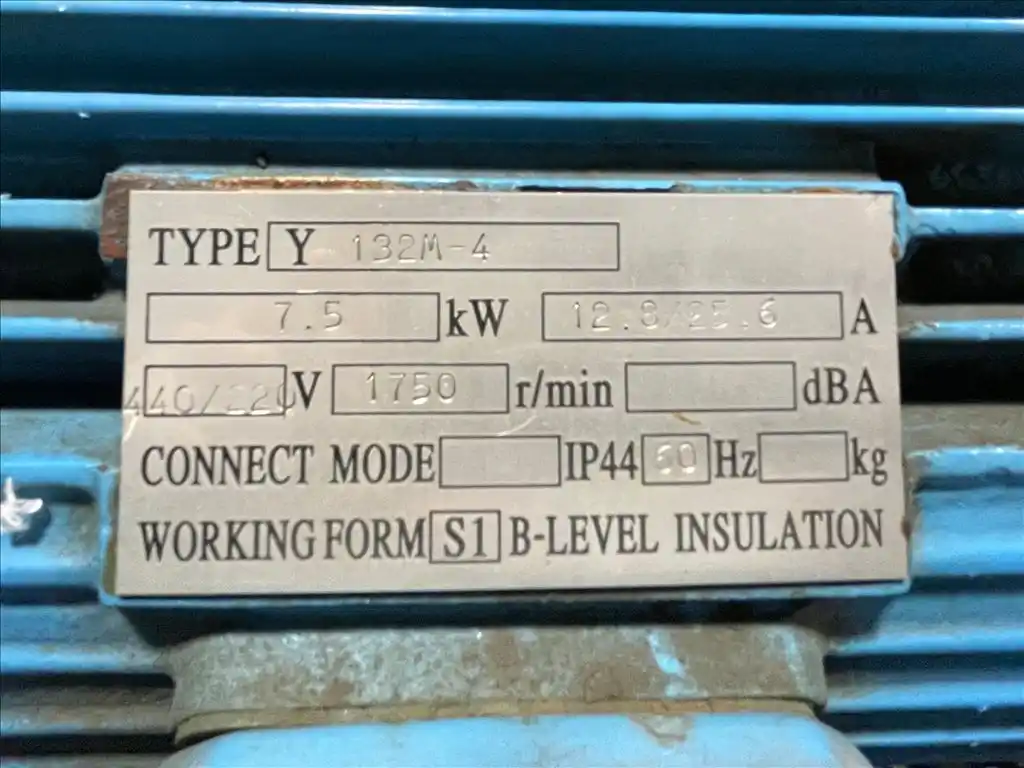 TYPE Y 132M-4
7.5 kW 12.8/25.6 A
440/220 V 1750 r/min dBA
CONNECT MODE IP44 60 Hz kg
WORKING FORM S1 B-LEVEL INSULATION